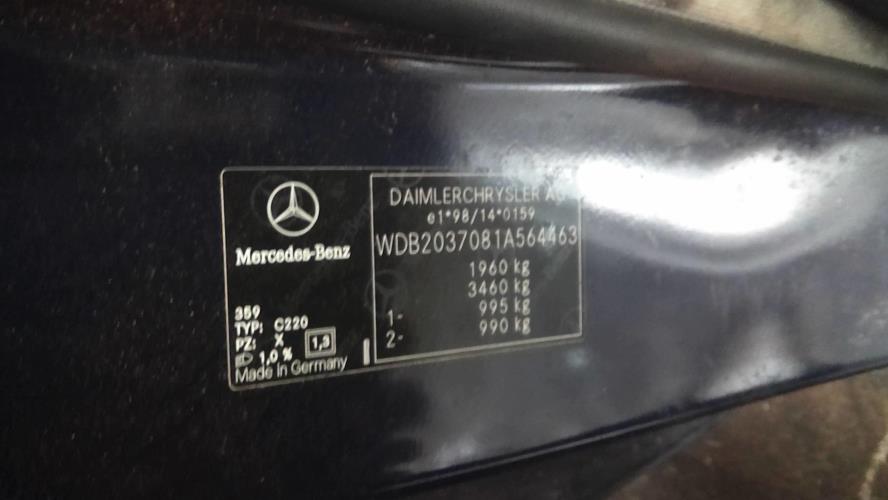 Mercedes-Benz
359
TYP: C220
PZ: X
1,3
1,0 %
Made in Germany
DAIMLERCHRYSLER AG
e1*98/14*0159
WDB2037081A564463
1960 kg
3460 kg
1- 995 kg
2- 990 kg